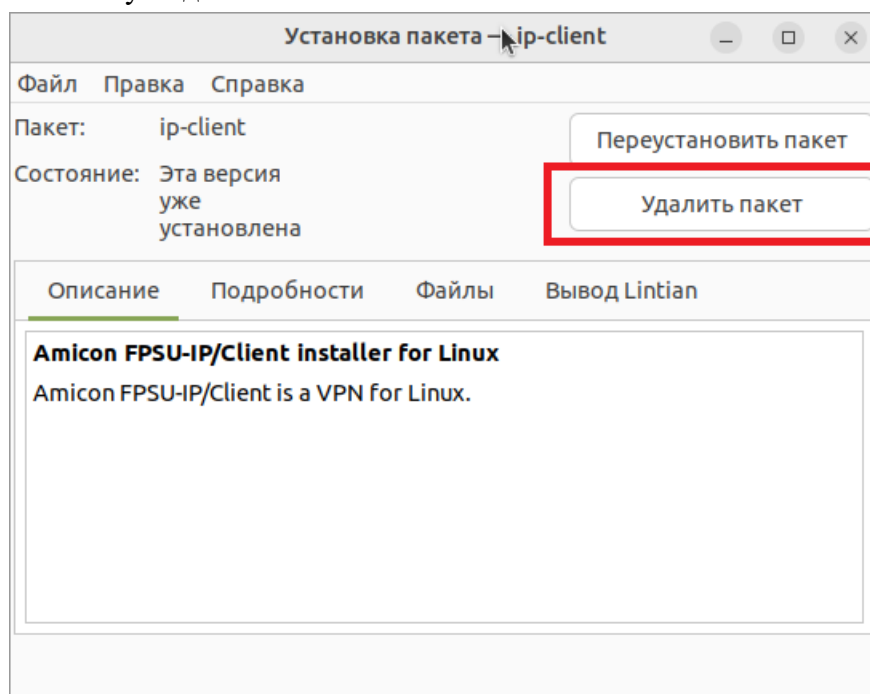 Установка пакета – ip-client
Файл Правка Справка
Пакет: ip-client
Переустановить пакет
Состояние: Эта версия
уже
установлена
Удалить пакет
Описание Подробности Файлы Вывод Lintian
Amicon FPSU-IP/Client installer for Linux
Amicon FPSU-IP/Client is a VPN for Linux.